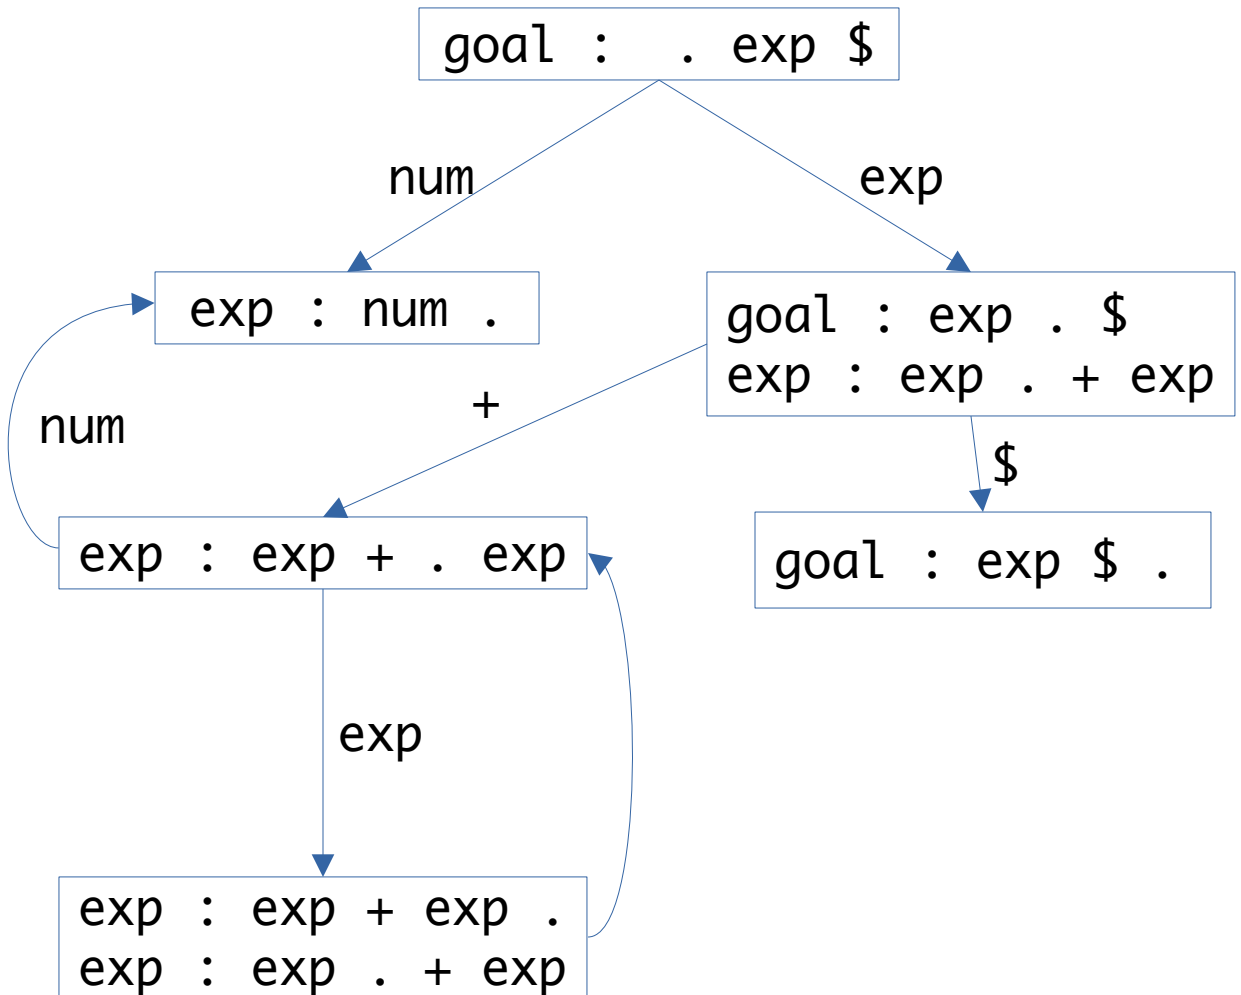 goal : . exp $
num
exp
exp : num .
goal : exp . $
exp : exp . + exp
+
num
$
exp : exp + . exp
goal : exp $ .
exp
exp : exp + exp .
exp : exp . + exp